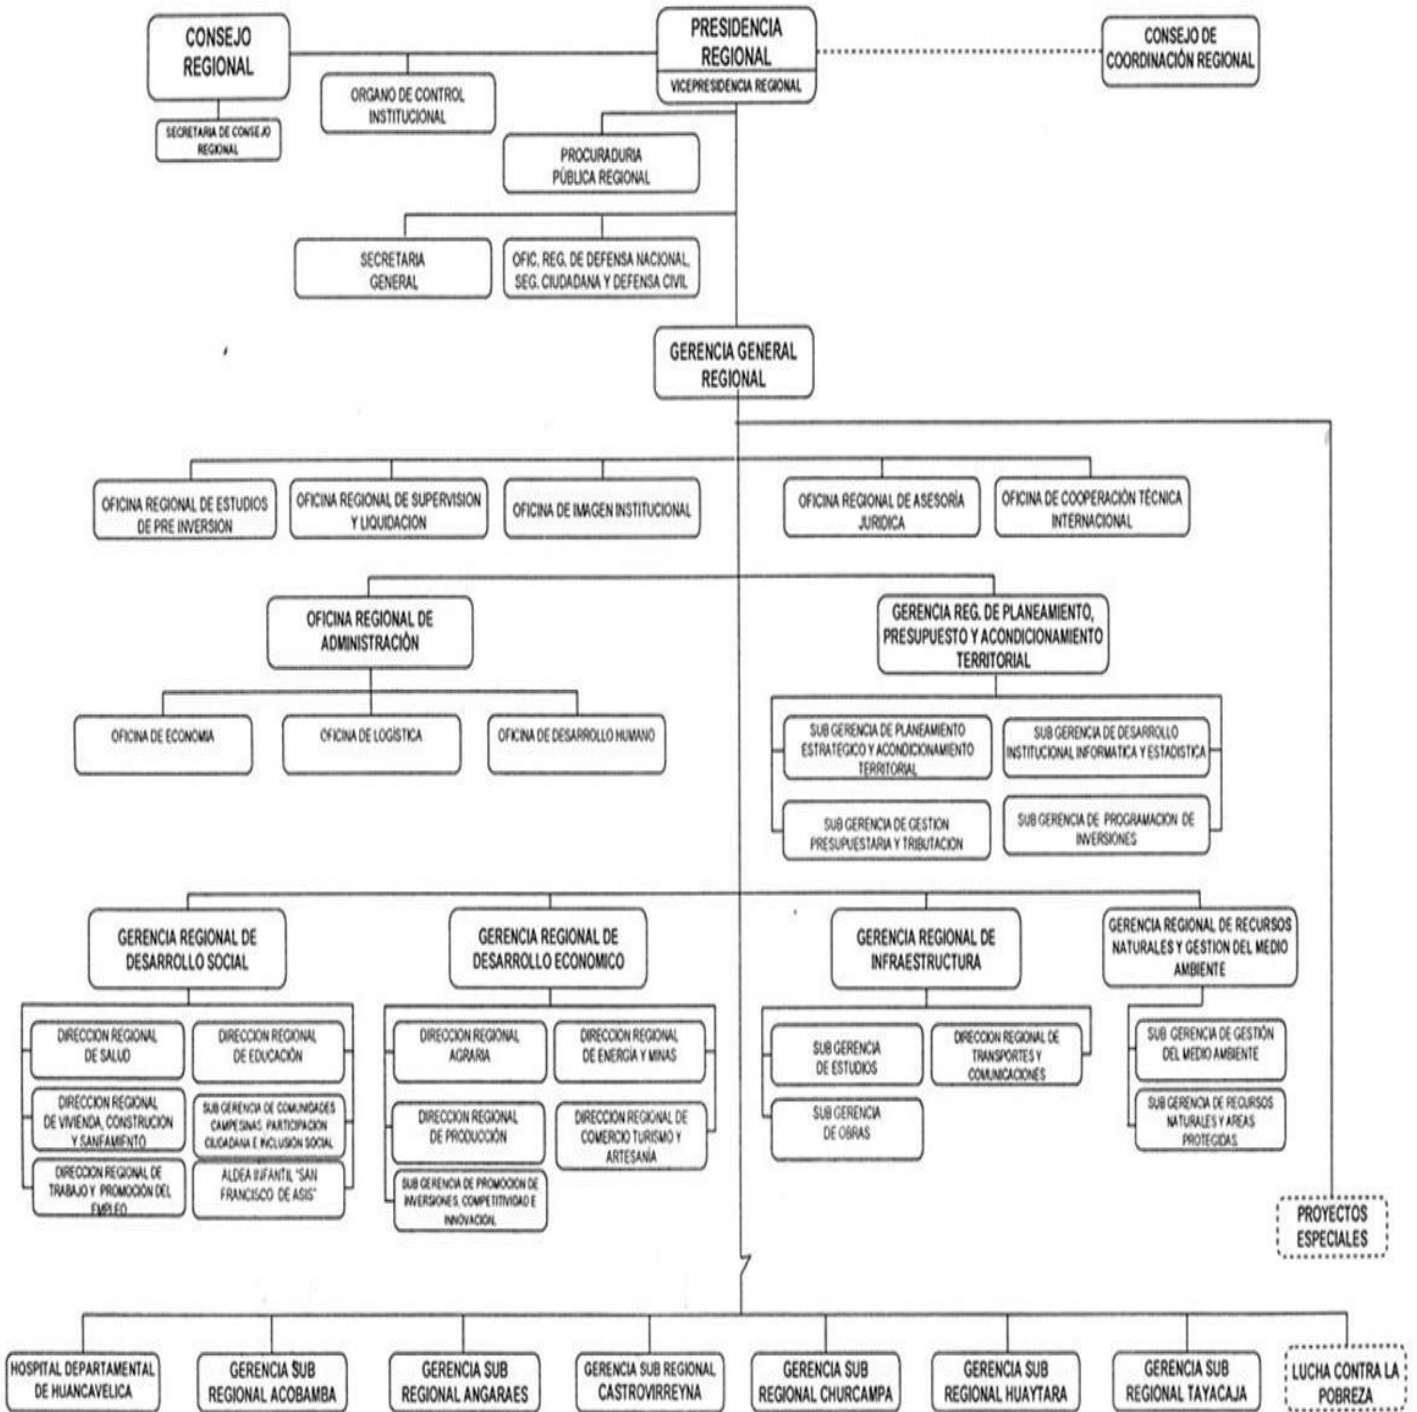 CONSEJO
REGIONAL
PRESIDENCIA
REGIONAL
VICEPRESIDENCIA REGIONAL
CONSEJO DE
COORDINACIÓN REGIONAL
ORGANO DE CONTROL
INSTITUCIONAL
SECRETARIA DE CONSEJO
REGIONAL
PROCURADURIA
PÚBLICA REGIONAL
SECRETARIA
GENERAL
OFIC. REG. DE DEFENSA NACIONAL,
SEG. CIUDADANA Y DEFENSA CIVIL
GERENCIA GENERAL
REGIONAL
OFICINA REGIONAL DE ESTUDIOS
DE PRE INVERSION
OFICINA REGIONAL DE SUPERVISION
Y LIQUIDACION
OFICINA DE IMAGEN INSTITUCIONAL
OFICINA REGIONAL DE ASESORÍA
JURIDICA
OFICINA DE COOPERACIÓN TÉCNICA
INTERNACIONAL
OFICINA REGIONAL DE
ADMINISTRACIÓN
GERENCIA REG. DE PLANEAMIENTO,
PRESUPUESTO Y ACONDICIONAMIENTO
TERRITORIAL
OFICINA DE ECONOMIA
OFICINA DE LOGÍSTICA
OFICINA DE DESARROLLO HUMANO
SUB GERENCIA DE PLANEAMIENTO
ESTRATEGICO Y ACONDICIONAMIENTO
TERRITORIAL
SUB GERENCIA DE DESARROLLO
INSTITUCIONAL INFORMATICA Y ESTADISTICA
SUB GERENCIA DE GESTION
PRESUPUESTARIA Y TRIBUTACION
SUB GERENCIA DE PROGRAMACION DE
INVERSIONES
GERENCIA REGIONAL DE
DESARROLLO SOCIAL
GERENCIA REGIONAL DE
DESARROLLO ECONOMICO
GERENCIA REGIONAL DE
INFRAESTRUCTURA
GERENCIA REGIONAL DE RECURSOS
NATURALES Y GESTION DEL MEDIO
AMBIENTE
DIRECCION REGIONAL
DE SALUD
DIRECCION REGIONAL
DE EDUCACIÓN
DIRECCION REGIONAL
DE VIVIENDA, CONSTRUCION
Y SANEAMIENTO
SUB GERENCIA DE COMUNIDADES
CAMPESINAS. PARTICIPACION
CIUDADANA E INCLUSIÓN SOCIAL
DIRECCION REGIONAL DE
TRABAJO Y PROMOCIÓN DEL
EMPLEO
ALDEA INFANTIL "SAN
FRANCISCO DE ASIS"
DIRECCION REGIONAL
AGRARIA
DIRECCION REGIONAL
DE ENERGÍA Y MINAS
DIRECCION REGIONAL
DE PRODUCCIÓN
DIRECCION REGIONAL DE
COMERCIO TURISMO Y
ARTESANÍA
SUB GERENCIA DE PROMOCION DE
INVERSIONES, COMPETITIVIDAD E
INNOVACION.
SUB GERENCIA
DE ESTUDIOS
DIRECCION REGIONAL DE
TRANSPORTES Y
COMUNICACIONES
SUB GERENCIA
DE OBRAS
SUB GERENCIA DE GESTIÓN
DEL MEDIO AMBIENTE
SUB GERENCIA DE RECURSOS
NATURALES Y AREAS
PROTEGIDAS.
PROYECTOS
ESPECIALES
HOSPITAL DEPARTAMENTAL
DE HUANCAVELICA
GERENCIA SUB
REGIONAL ACOBAMBA
GERENCIA SUB
REGIONAL ANGARAES
GERENCIA SUB REGIONAL
CASTROVIRREYNA
GERENCIA SUB
REGIONAL CHURCAMPA
GERENCIA SUB
REGIONAL HUAYTARA
GERENCIA SUB
REGIONAL TAYACAJA
LUCHA CONTRA LA
POBREZA